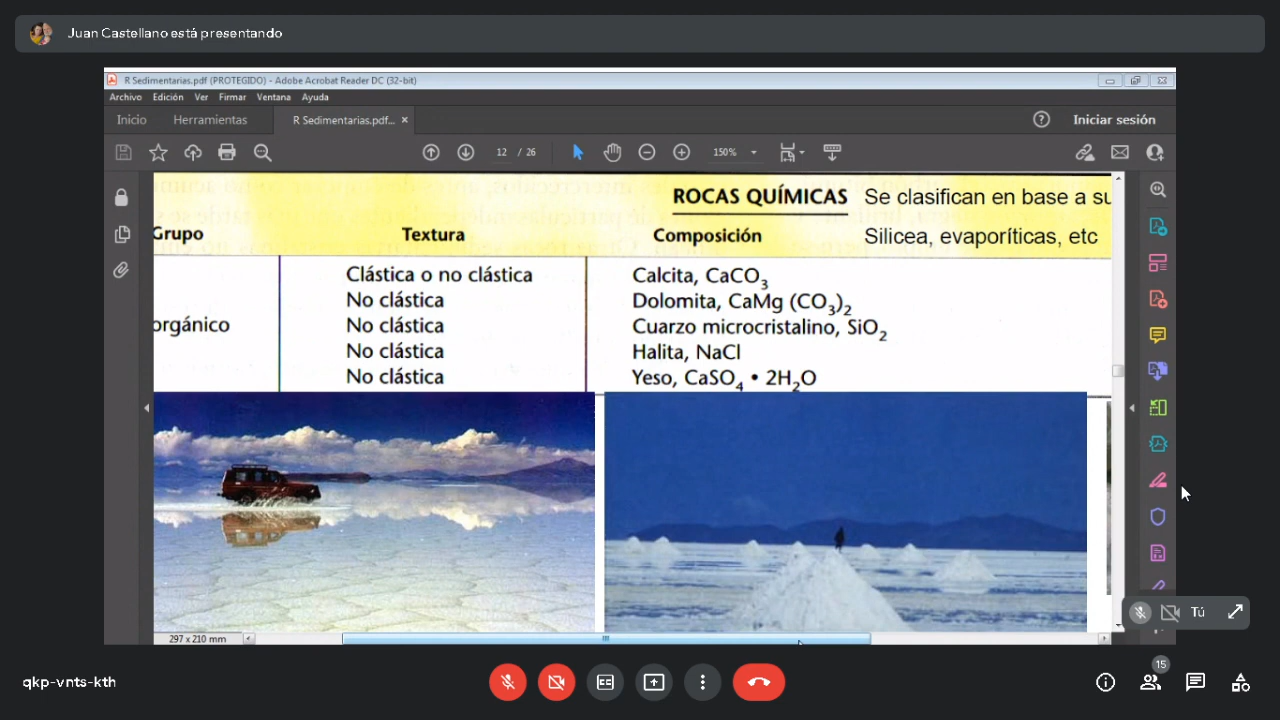 Juan Castellano está presentando
R Sedimentarias.pdf (PROTEGIDO) - Adobe Acrobat Reader DC (32-bit)
Archivo Edición Ver Firmar Ventana Ayuda
Inicio Herramientas R Sedimentarias.pdf... × Iniciar sesión
12 / 26 150%
ROCAS QUÍMICAS Se clasifican en base a su
Grupo Textura Composición Silicea, evaporíticas, etc
Clástica o no clástica Calcita, CaCO₃
No clástica Dolomita, CaMg (CO₃)₂
orgánico No clástica Cuarzo microcristalino, SiO₂
No clástica Halita, NaCl
No clástica Yeso, CaSO₄ • 2H₂O
Tú
297 x 210 mm
15
qkp-vnts-kth